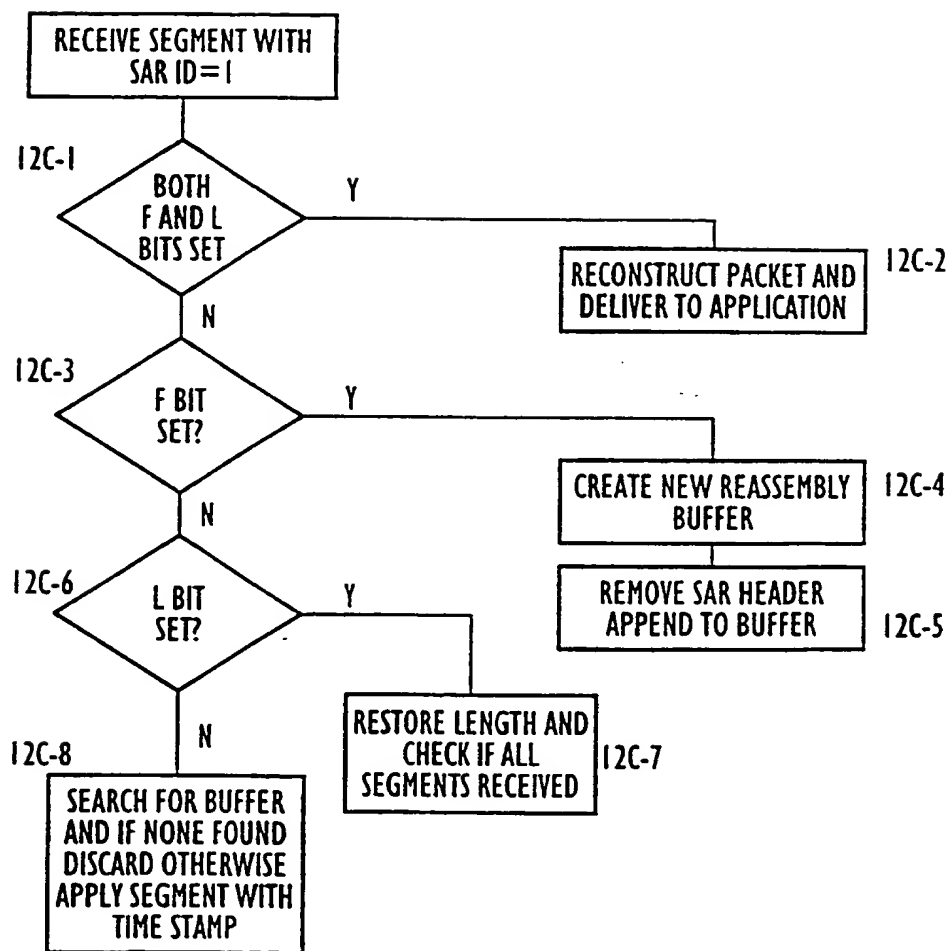 RECEIVE SEGMENT WITH
SAR ID=1
12C-1
BOTH
F AND L
BITS SET
Y
12C-2
RECONSTRUCT PACKET AND
DELIVER TO APPLICATION
N
12C-3
F BIT
SET?
Y
12C-4
CREATE NEW REASSEMBLY
BUFFER
N
REMOVE SAR HEADER
APPEND TO BUFFER
12C-5
12C-6
L BIT
SET?
Y
RESTORE LENGTH AND
CHECK IF ALL
SEGMENTS RECEIVED
12C-7
N
12C-8
SEARCH FOR BUFFER
AND IF NONE FOUND
DISCARD OTHERWISE
APPLY SEGMENT WITH
TIME STAMP